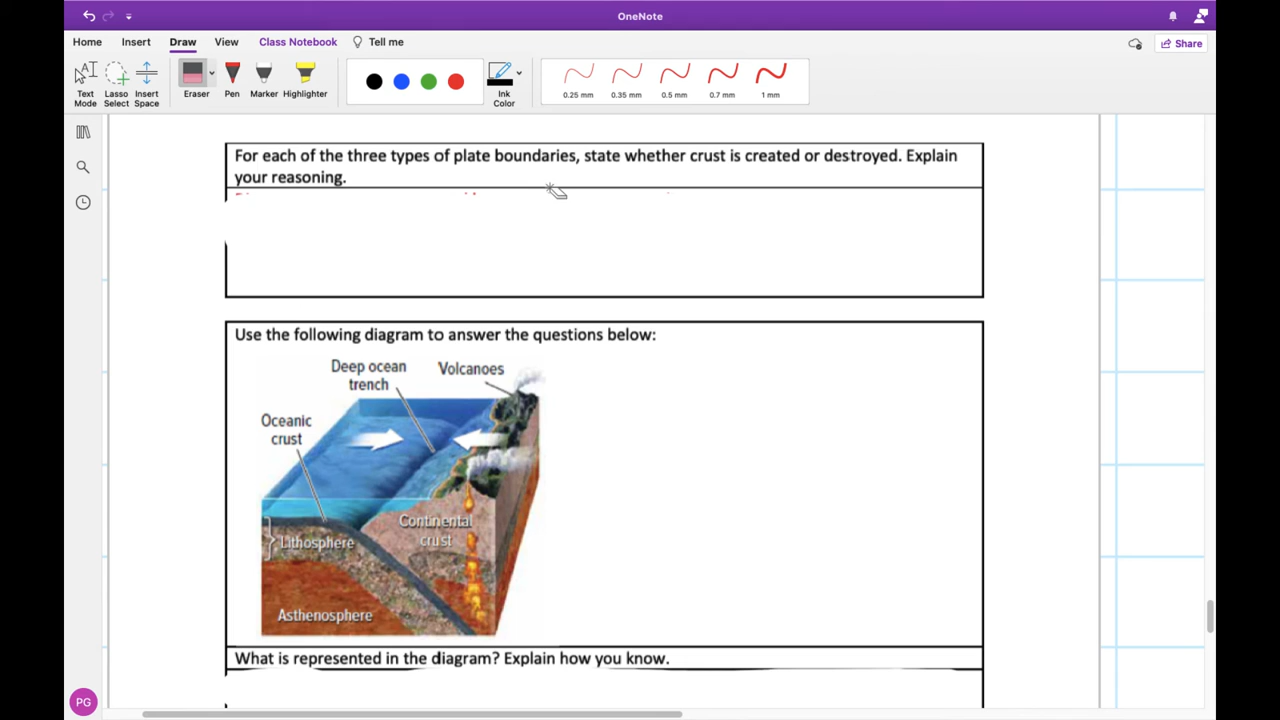 OneNote
Home Insert Draw View Class Notebook Tell me Share
Text Mode
Lasso Select
Insert Space
Eraser
Pen
Marker
Highlighter
Ink Color
0.25 mm 0.35 mm 0.5 mm 0.7 mm 1 mm
For each of the three types of plate boundaries, state whether crust is created or destroyed. Explain
your reasoning.
Use the following diagram to answer the questions below:
Deep ocean
trench
Volcanoes
Oceanic
crust
Continental
crust
Lithosphere
Asthenosphere
What is represented in the diagram? Explain how you know.
PG